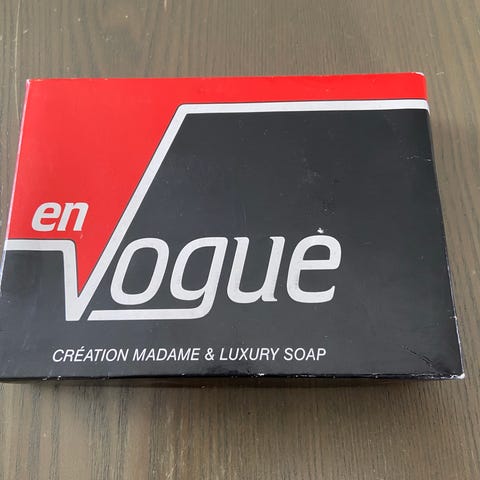 en
Vogue
CRÉATION MADAME & LUXURY SOAP